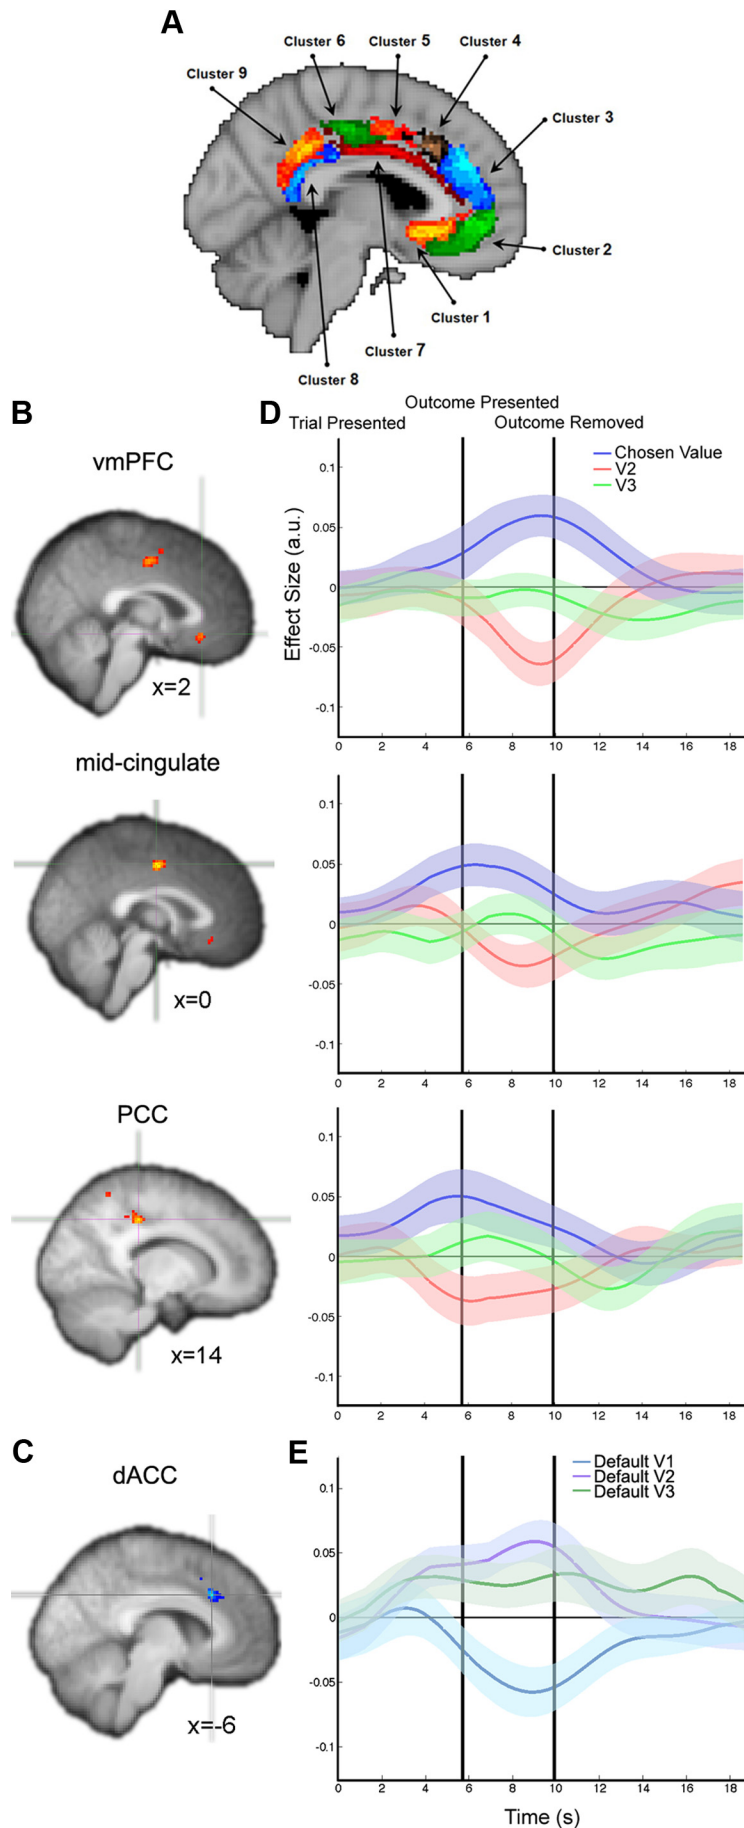 A
Cluster 6
Cluster 5
Cluster 4
Cluster 9
Cluster 3
Cluster 2
Cluster 1
Cluster 7
Cluster 8
B
D
Outcome Presented
Trial Presented
Outcome Removed
vmPFC
x=2
Chosen Value
V2
V3
Effect Size (a.u.)
0.1
0.05
0
-0.05
-0.1
0 2 4 6 8 10 12 14 16 18
mid-cingulate
x=0
0.1
0.05
0
-0.05
-0.1
0 2 4 6 8 10 12 14 16 18
PCC
x=14
0.1
0.05
0
-0.05
-0.1
0 2 4 6 8 10 12 14 16 18
C
E
dACC
x=-6
Default V1
Default V2
Default V3
0.1
0.05
0
-0.05
-0.1
0 2 4 6 8 10 12 14 16 18
Time (s)